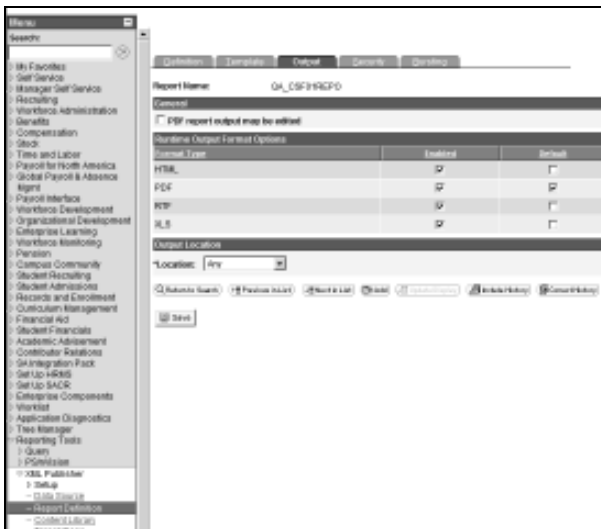 Menu
Search:
My Favorites
Self Service
Manager Self Service
Recruiting
Workforce Administration
Benefits
Compensation
Stock
Time and Labor
Payroll for North America
Global Payroll & Absence
Mgmt
Payroll Interface
Workforce Development
Organizational Development
Enterprise Learning
Workforce Monitoring
Pension
Campus Community
Student Recruiting
Student Admissions
Records and Enrollment
Curriculum Management
Financial Aid
Student Financials
Academic Advisement
Contributor Relations
SA Integration Pack
Set Up HRMS
Set Up SACR
Enterprise Components
Worklist
Application Diagnostics
Tree Manager
Reporting Tools
Query
PS/nVision
XML Publisher
Setup
Data Source
Report Definition
Content Library
Definition Template Output Security Bursting
Report Name:
General
PDF report output may be edited
Runtime Output Format Options
Format Type Enabled Default
HTML
PDF
RTF
XLS
Output Location
*Location: Any
Return to Search Previous in List Next in List Add Update/Display Include History Correct History
Save